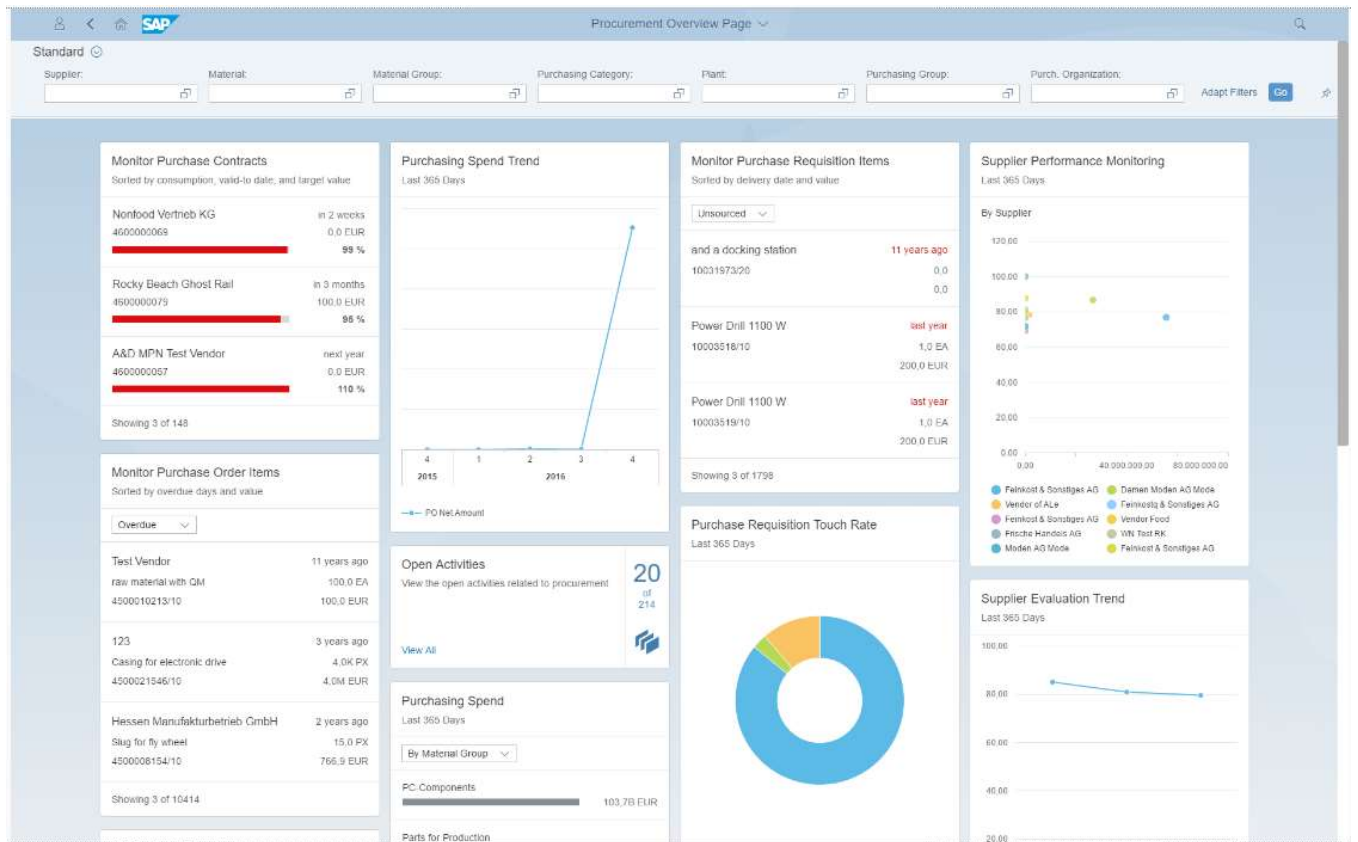 SAP
Procurement Overview Page
Standard
Supplier:
Material:
Material Group:
Purchasing Category:
Plant:
Purchasing Group:
Purch. Organization:
Adapt Filters
Go
Monitor Purchase Contracts
Sorted by consumption, valid-to date, and target value
Nonfood Vertrieb KG in 2 weeks
4600000069 0,0 EUR
99 %
Rocky Beach Ghost Rail in 3 months
4600000079 100,0 EUR
95 %
A&D MPN Test Vendor next year
4600000057 0,0 EUR
110 %
Showing 3 of 148
Monitor Purchase Order Items
Sorted by overdue days and value
Overdue
Test Vendor 11 years ago
raw material with QM 100,0 EA
4500010213/10 100,0 EUR
123 3 years ago
Casing for electronic drive 4,0K PX
4500021546/10 4,0M EUR
Hessen Manufakturbetrieb GmbH 2 years ago
Slug for fly wheel 15,0 PX
4500008154/10 766,9 EUR
Showing 3 of 10414
Purchasing Spend Trend
Last 365 Days
4 1 2 3 4
2015 2016
PO Net Amount
Open Activities
View the open activities related to procurement
20
of
214
View All
Purchasing Spend
Last 365 Days
By Material Group
PC-Components
103,7B EUR
Parts for Production
Monitor Purchase Requisition Items
Sorted by delivery date and value
Unsourced
and a docking station 11 years ago
10031973/20 0,0
0,0
Power Drill 1100 W last year
10003518/10 1,0 EA
200,0 EUR
Power Drill 1100 W last year
10003519/10 1,0 EA
200,0 EUR
Showing 3 of 1798
Purchase Requisition Touch Rate
Last 365 Days
Supplier Performance Monitoring
Last 365 Days
By Supplier
120,00
100,00
80,00
60,00
40,00
20,00
0,00
0,00 40.000.000,00 80.000.000,00
Feinkost & Sonstiges AG Damen Moden AG Mode
Vendor of ALe Feinkostq & Sonstiges AG
Feinkost & Sonstiges AG Vendor Food
Frische Handels AG WN Test RK
Moden AG Mode Feinkost & Sonstiges AG
Supplier Evaluation Trend
Last 365 Days
100,00
80,00
60,00
40,00
20,00